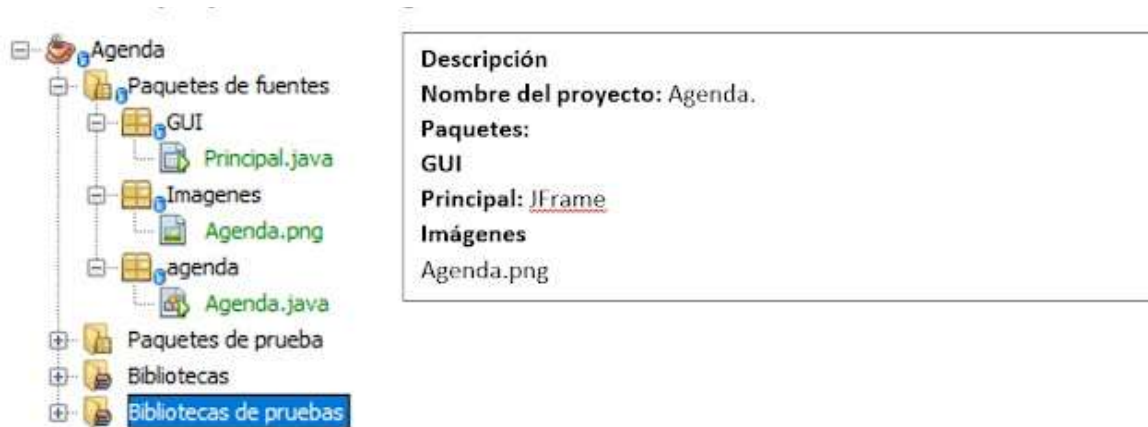 Agenda
Paquetes de fuentes
GUI
Principal.java
Imagenes
Agenda.png
agenda
Agenda.java
Paquetes de prueba
Bibliotecas
Bibliotecas de pruebas
Descripción
Nombre del proyecto: Agenda.
Paquetes:
GUI
Principal: JFrame
Imágenes
Agenda.png